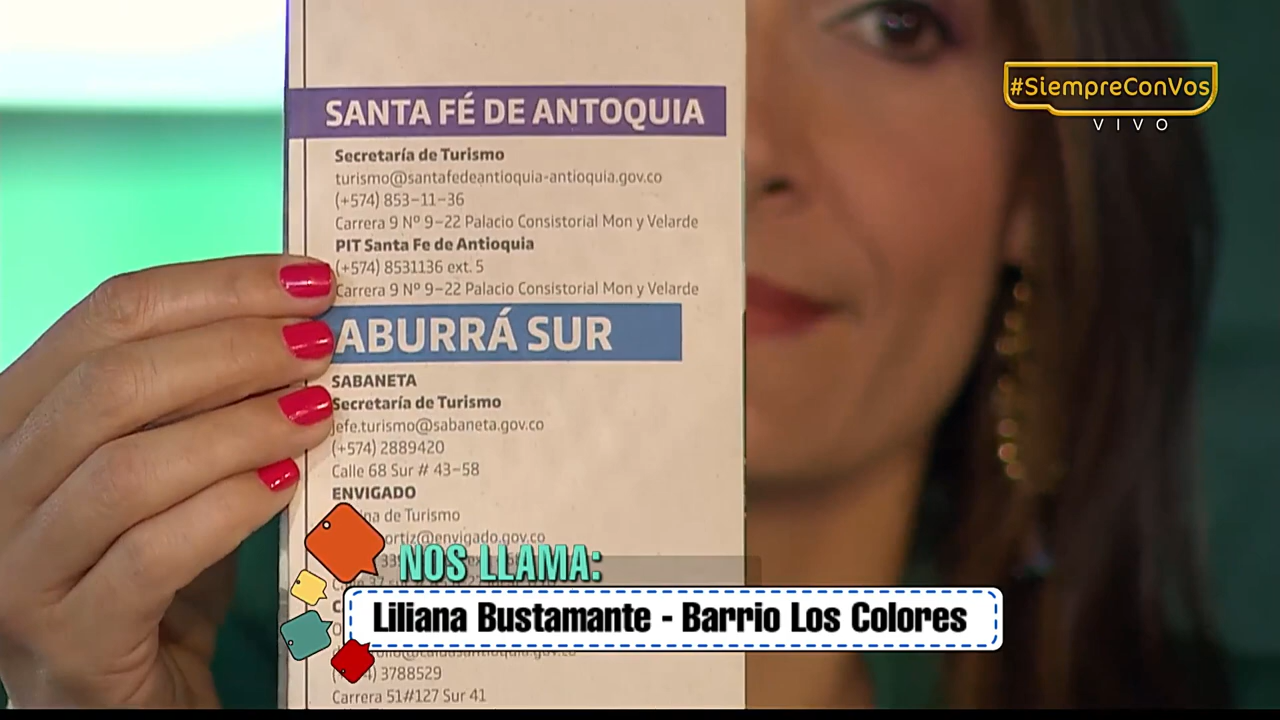 #SiempreConVos
VIVO
SANTA FÉ DE ANTOQUIA
Secretaría de Turismo
turismo@santafedeantioquia-antioquia.gov.co
(+574) 853-11-36
Carrera 9 Nº 9-22 Palacio Consistorial Mon y Velarde
PIT Santa Fe de Antioquia
(+574) 8531136 ext. 5
Carrera 9 Nº 9-22 Palacio Consistorial Mon y Velarde
ABURRÁ SUR
SABANETA
Secretaría de Turismo
jefe.turismo@sabaneta.gov.co
(+574) 2889420
Calle 68 Sur # 43-58
ENVIGADO
de Turismo
ortiz@envigado.gov.co
NOS LLAMA:
Liliana Bustamante - Barrio Los Colores
3788529
Carrera 51#127 Sur 41